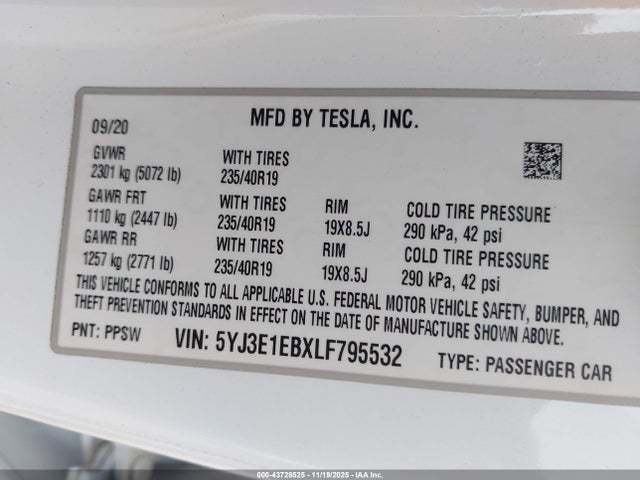 MFD BY TESLA, INC.
09/20
GVWR
2301 kg (5072 lb)
WITH TIRES
235/40R19
GAWR FRT
1110 kg (2447 lb)
WITH TIRES
235/40R19
RIM
19X8.5J
COLD TIRE PRESSURE
290 kPa, 42 psi
GAWR RR
1257 kg (2771 lb)
WITH TIRES
235/40R19
RIM
19X8.5J
COLD TIRE PRESSURE
290 kPa, 42 psi
THIS VEHICLE CONFORMS TO ALL APPLICABLE U.S. FEDERAL MOTOR VEHICLE SAFETY, BUMPER, AND
THEFT PREVENTION STANDARDS IN EFFECT ON THE DATE OF MANUFACTURE SHOWN ABOVE.
PNT: PPSW
VIN: 5YJ3E1EBXLF795532
TYPE: PASSENGER CAR
000-43728525 - 11/19/2025 - IAA Inc.